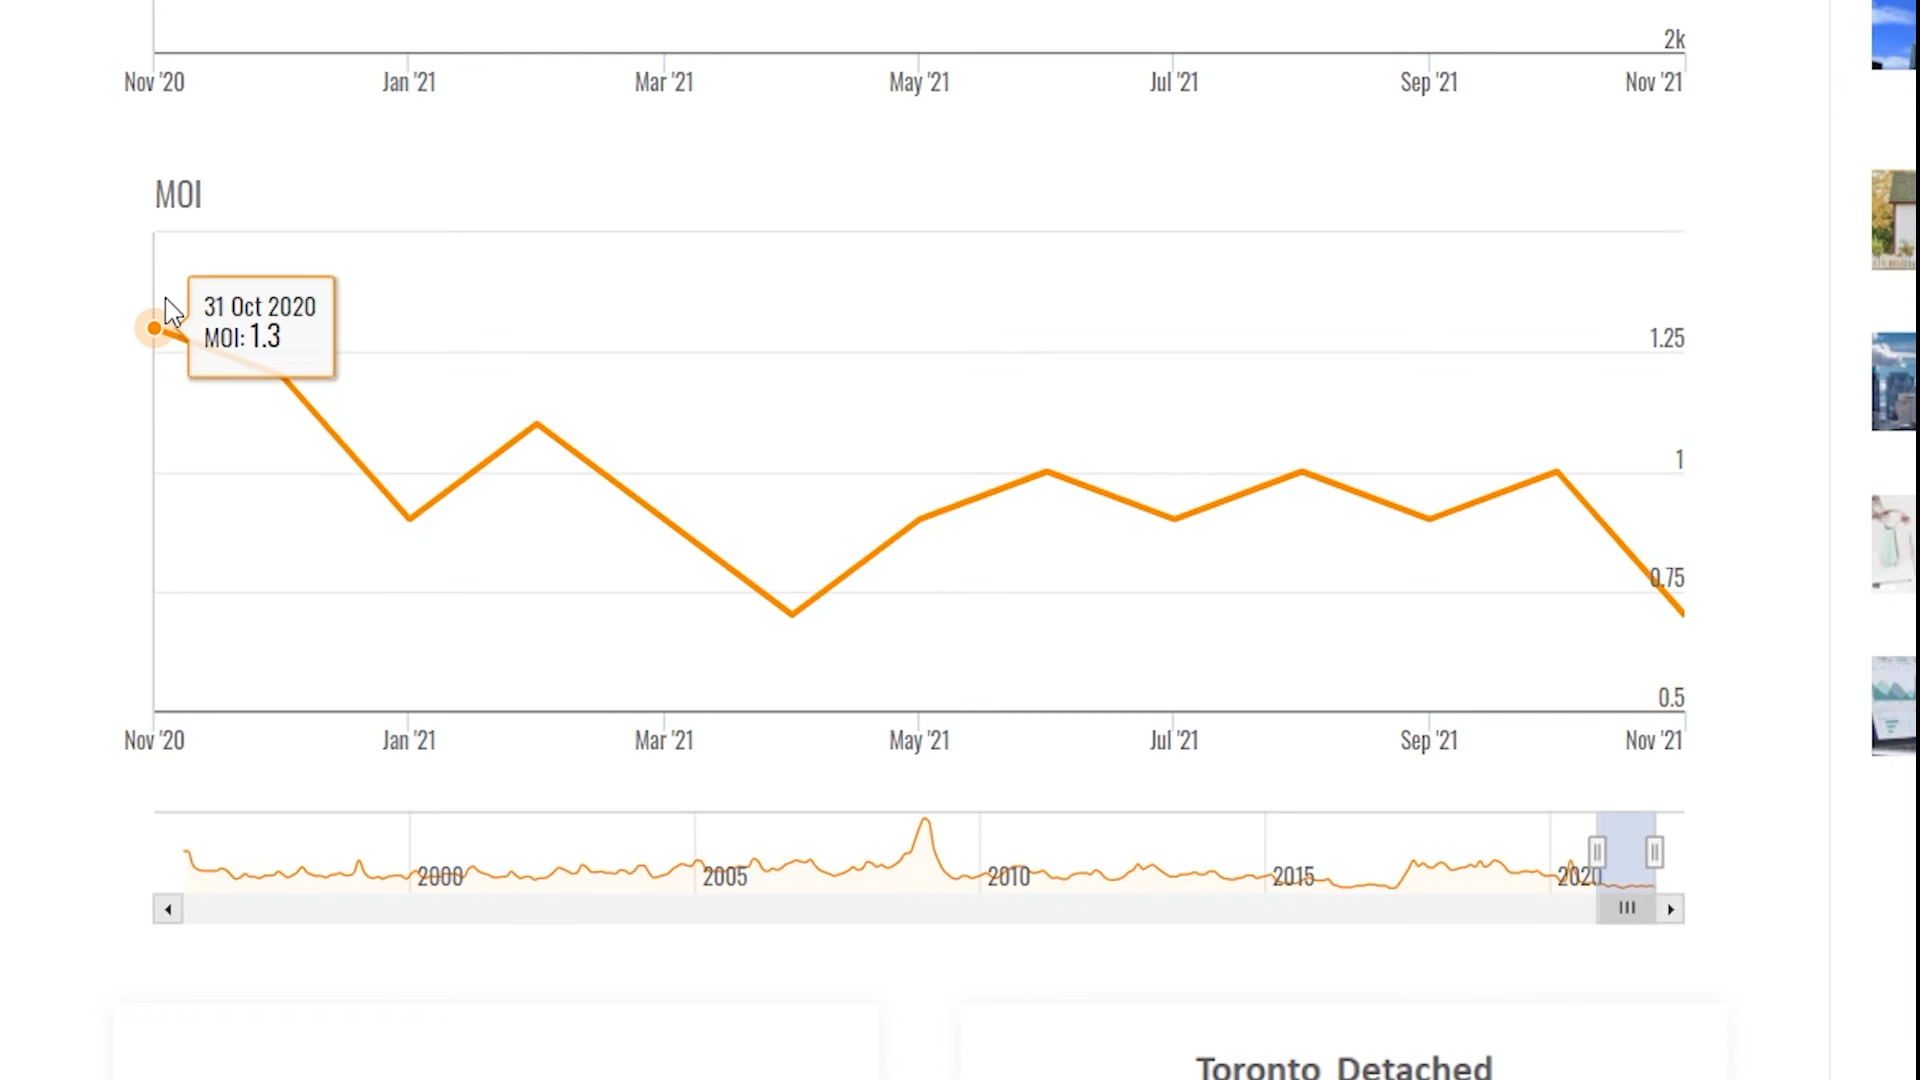 2k
Nov '20 Jan '21 Mar '21 May '21 Jul '21 Sep '21 Nov '21
MOI
31 Oct 2020
MOI: 1.3
1.25
1
0.75
0.5
Nov '20 Jan '21 Mar '21 May '21 Jul '21 Sep '21 Nov '21
2000 2005 2010 2015 2020
Toronto Detached